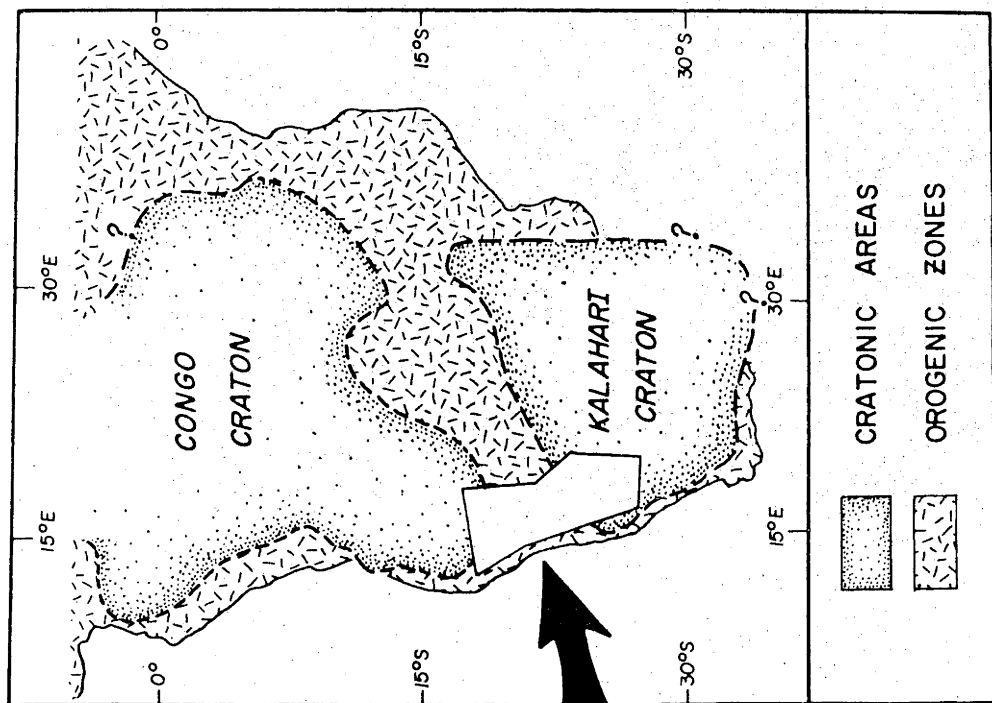 0°
15°S
30°S
?
30°E
CONGO
CRATON
KALAHARI
CRATON
?
?
30°E
15°E
15°E
0°
15°S
30°S
CRATONIC AREAS
OROGENIC ZONES